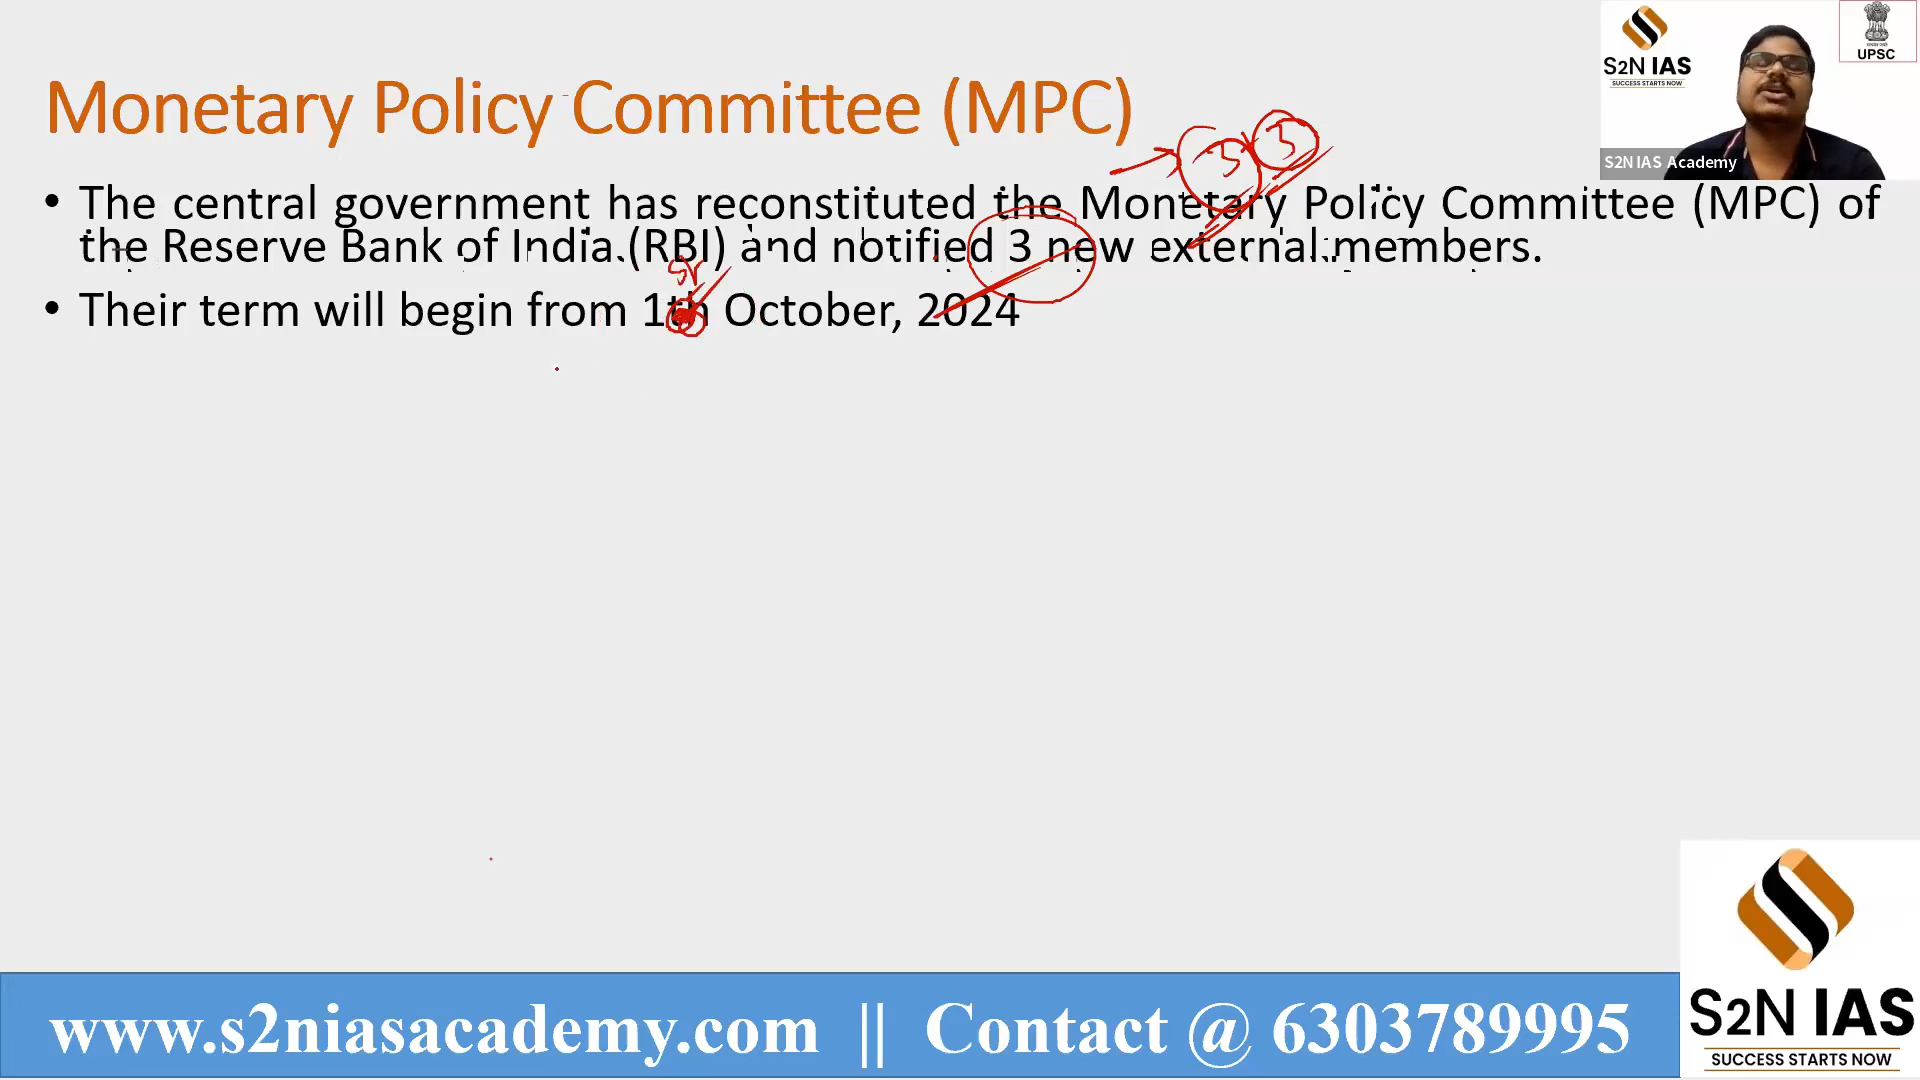 S2N IAS
SUCCESS STARTS NOW
UPSC
S2N IAS Academy
Monetary Policy Committee (MPC)
3 3
• The central government has reconstituted the Monetary Policy Committee (MPC) of
the Reserve Bank of India (RBI) and notified 3 new external members.
• Their term will begin from 1th October, 2024
www.s2niasacademy.com || Contact @ 6303789995
S2N IAS
SUCCESS STARTS NOW